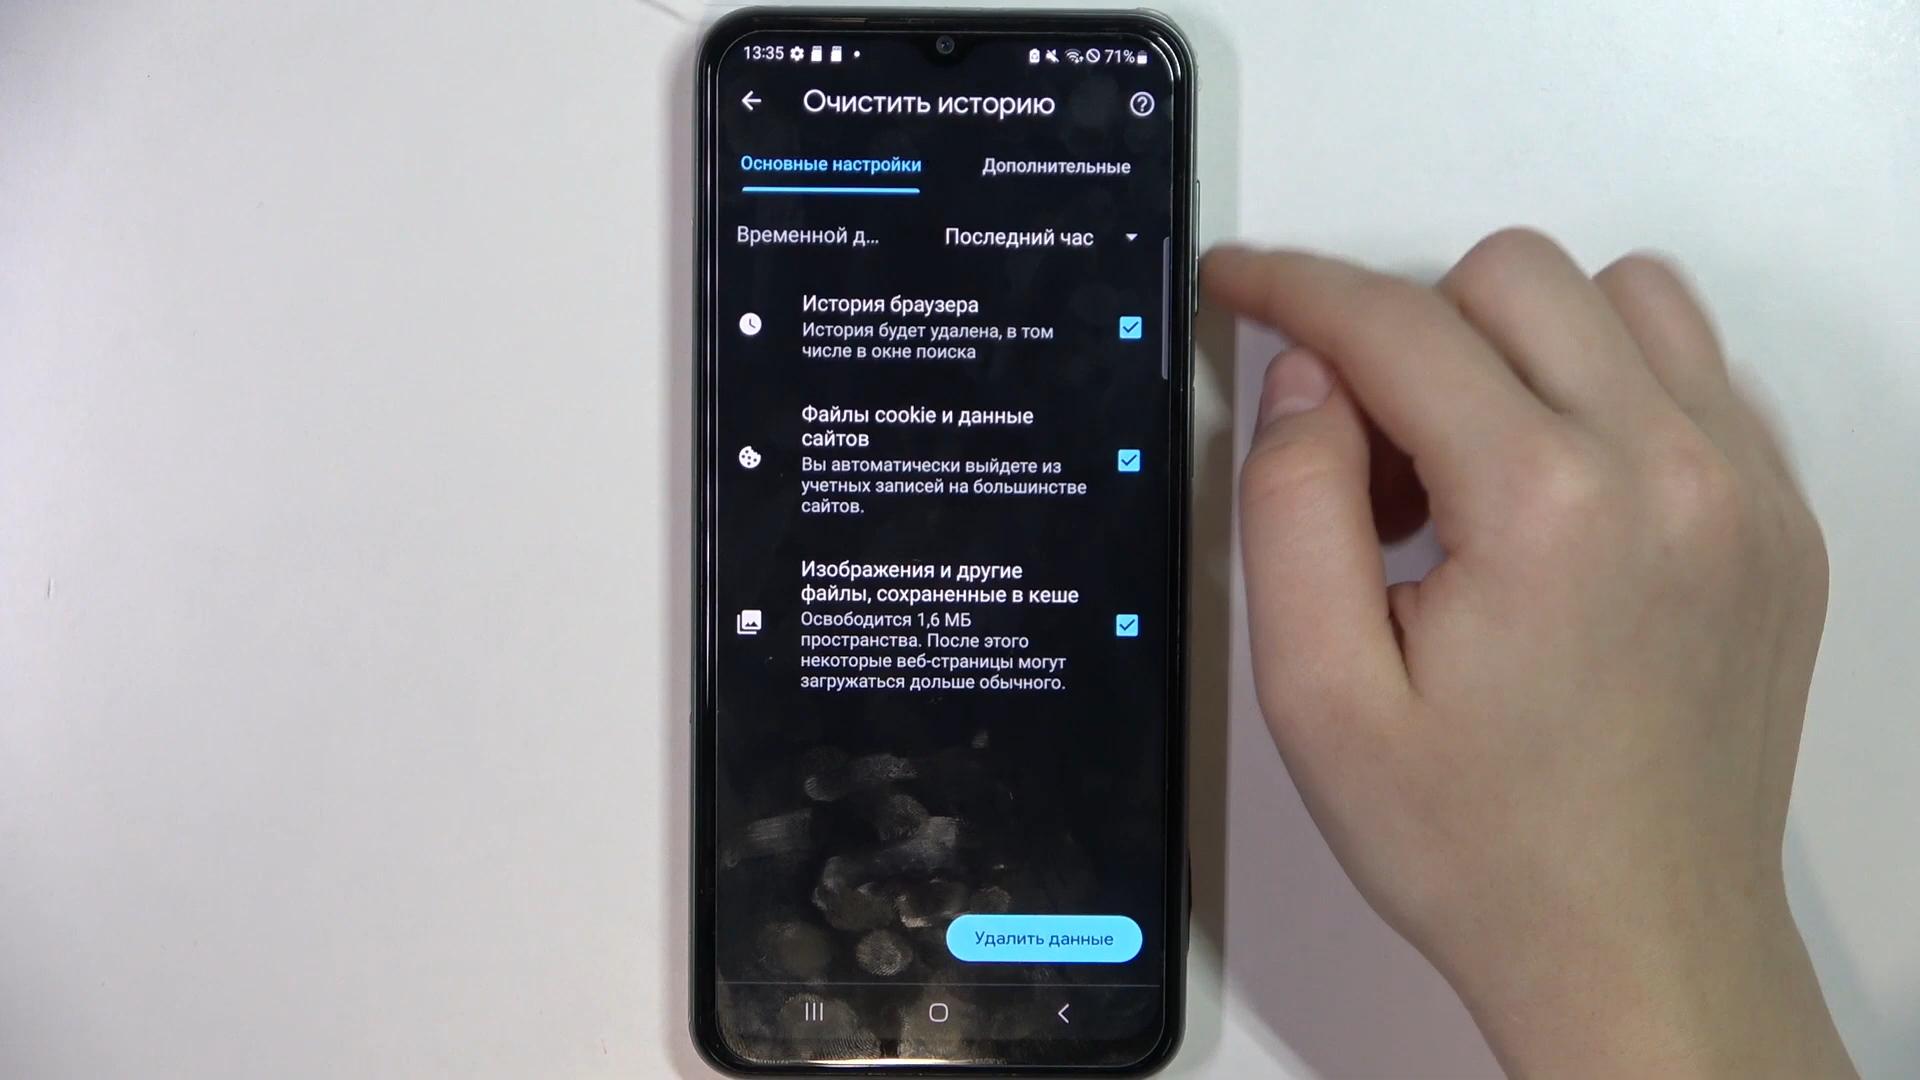 13:35 71%
Очистить историю
Основные настройки Дополнительные
Временной д... Последний час
История браузера
История будет удалена, в том
числе в окне поиска
Файлы cookie и данные
сайтов
Вы автоматически выйдете из
учетных записей на большинстве
сайтов.
Изображения и другие
файлы, сохраненные в кеше
Освободится 1,6 МБ
пространства. После этого
некоторые веб-страницы могут
загружаться дольше обычного.
Удалить данные